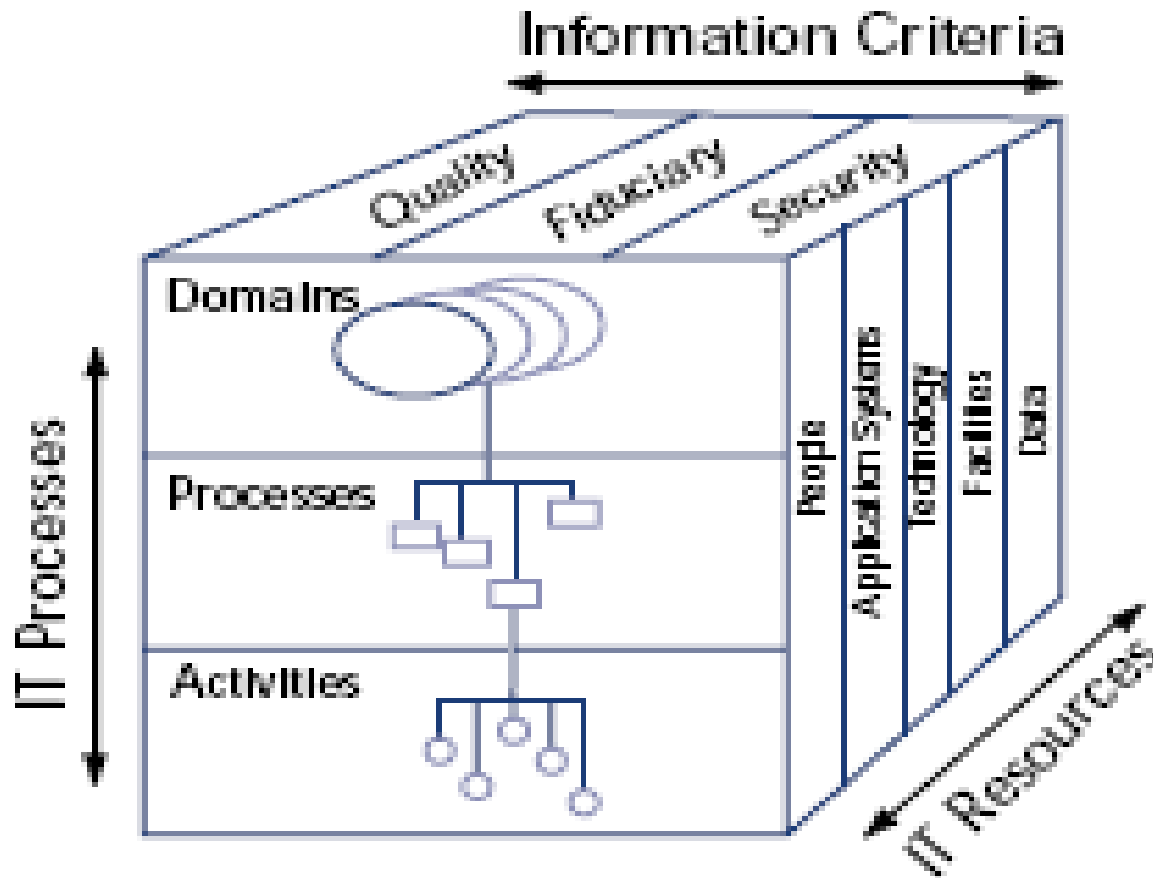 Information Criteria
Quality
Fiduciary
Security
Domains
Processes
Activities
IT Processes
People
Application Systems
Technology
Facilities
Data
IT Resources